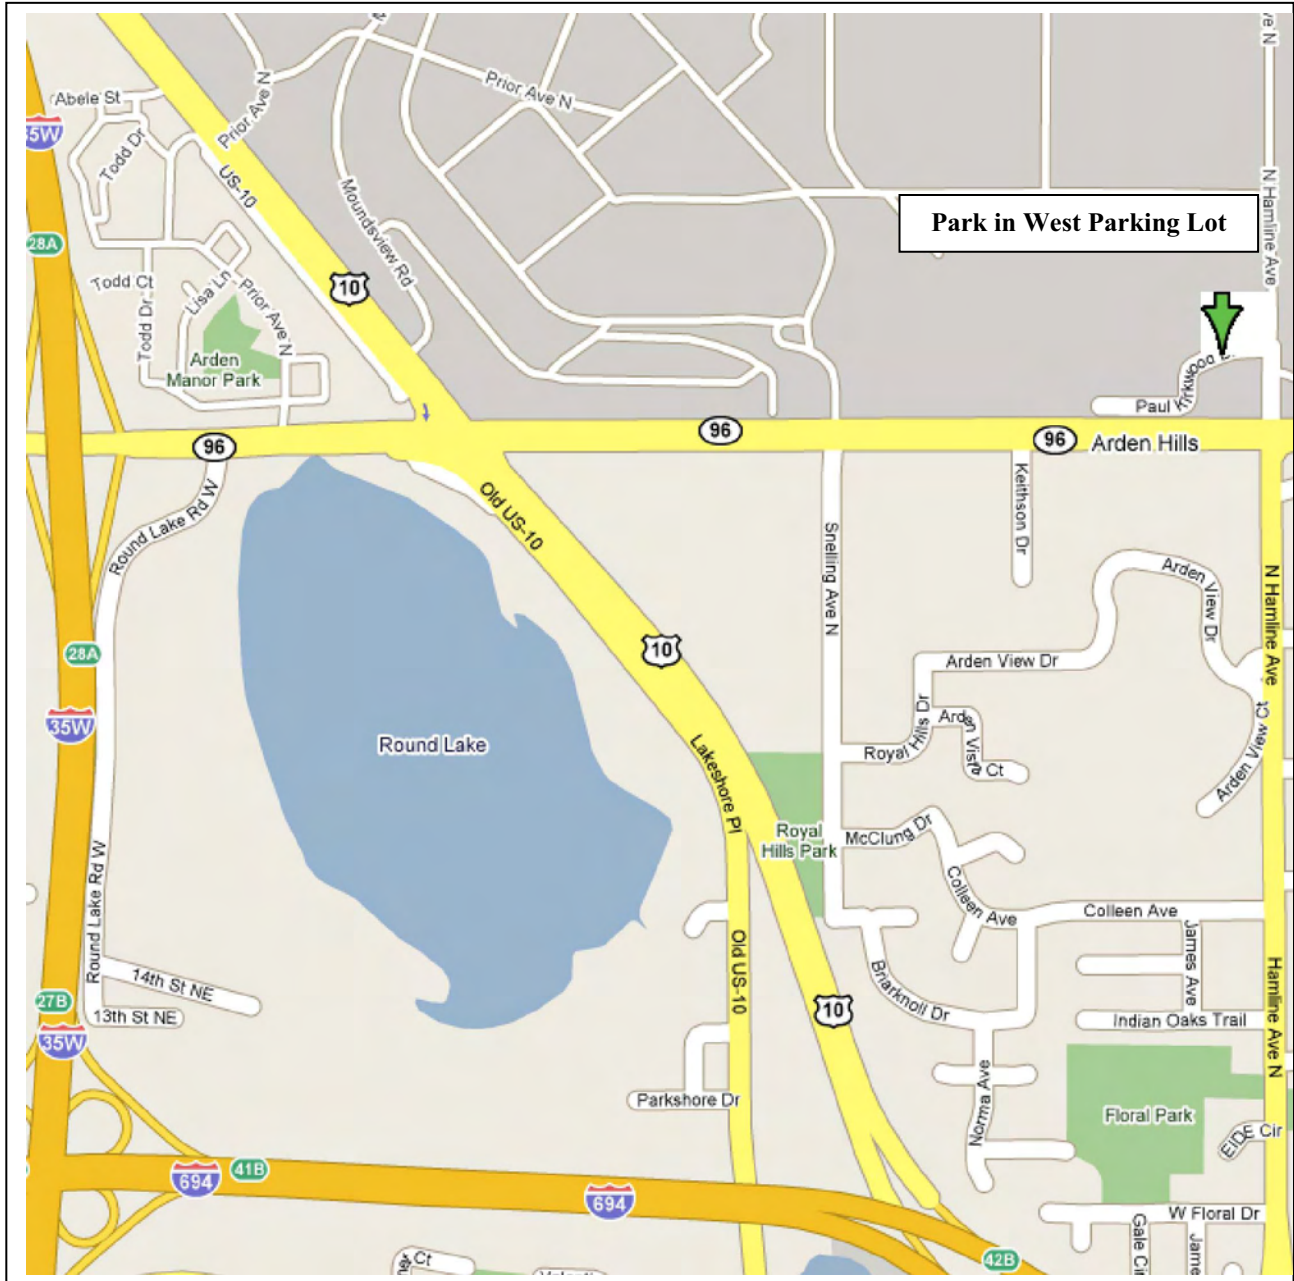 ve N
Prior Ave N
Abele St
35W
Prior Ave N
Todd Dr
US-10
Moundsview Rd
N Hamline Ave
Park in West Parking Lot
28A
Todd Ct
Lisa Ln
Prior Ave N
10
Todd Dr
Arden
Manor Park
Paul Kirkwood
96
96
96
Arden Hills
Round Lake Rd W
Old US-10
Keithson Dr
Snelling Ave N
Arden View Dr
N Hamline Ave
28A
10
Arden View Dr
35W
Round Lake
Royal Hills Dr
Arden Vista Ct
Arden View Ct
Lakeshore Pl
Royal
Hills Park
McClung Dr
Colleen Ave
Colleen Ave
Round Lake Rd W
James Ave
Old US-10
14th St NE
Briarknoll Dr
Hamline Ave N
27B
13th St NE
10
Indian Oaks Trail
35W
Parkshore Dr
Norma Ave
Floral Park
EIDE Cir
41B
694
694
W Floral Dr
Gale Cir
Jame
42B
Ct